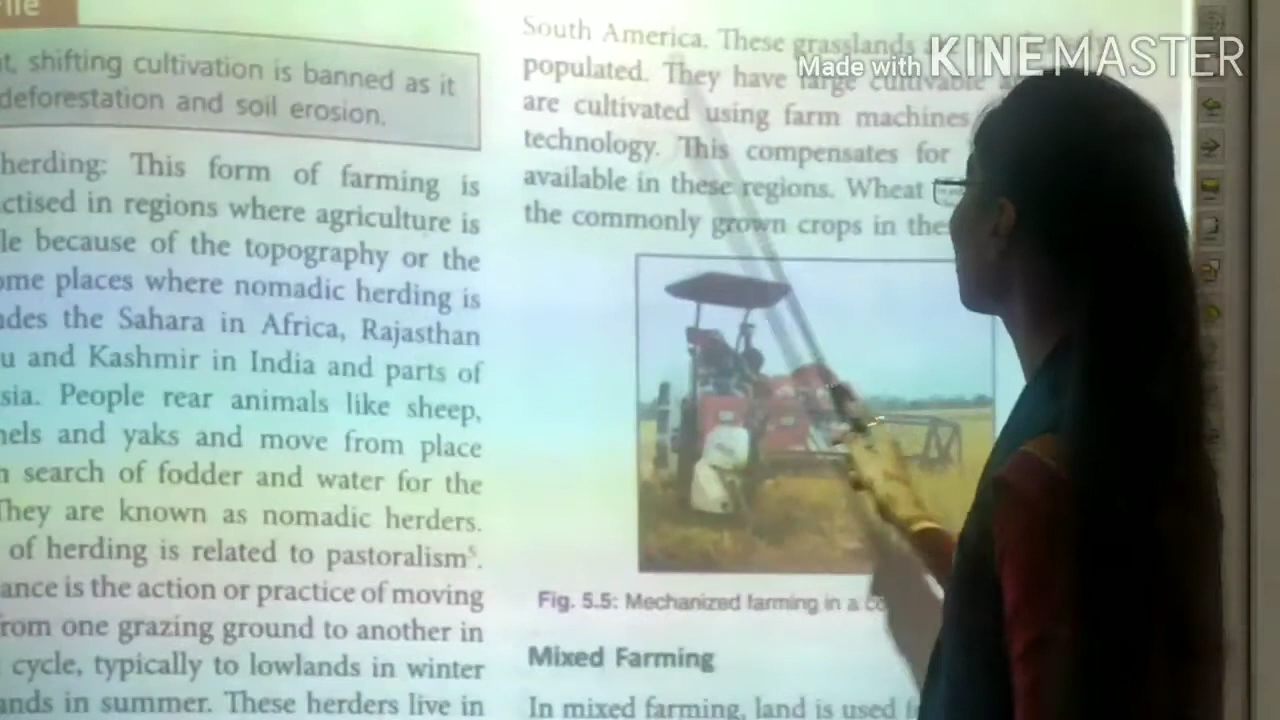 File
t, shifting cultivation is banned as it
deforestation and soil erosion.
herding: This form of farming is
ctised in regions where agriculture is
le because of the topography or the
ome places where nomadic herding is
udes the Sahara in Africa, Rajasthan
u and Kashmir in India and parts of
sia. People rear animals like sheep,
nels and yaks and move from place
n search of fodder and water for the
They are known as nomadic herders.
of herding is related to pastoralism⁵.
ance is the action or practice of moving
rom one grazing ground to another in
cycle, typically to lowlands in winter
ands in summer. These herders live in
South America. These grasslands
populated. They have large cultivable
are cultivated using farm machines
technology. This compensates for
available in these regions. Wheat
the commonly grown crops in the
Fig. 5.5: Mechanized farming in a
Mixed Farming
In mixed farming, land is used
Made with KINEMASTER